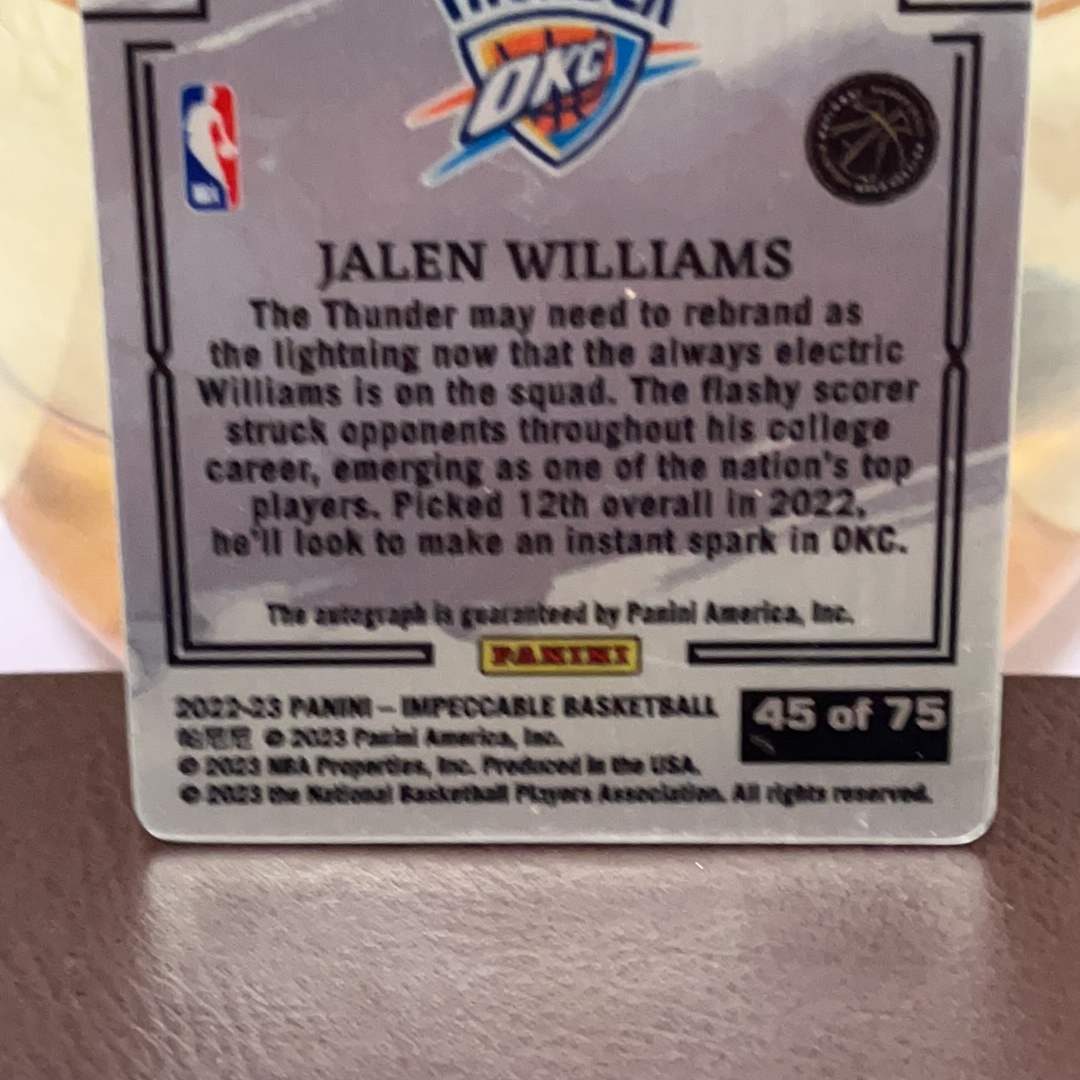 THUNDER
OKC
JALEN WILLIAMS
The Thunder may need to rebrand as
the lightning now that the always electric
Williams is on the squad. The flashy scorer
struck opponents throughout his college
career, emerging as one of the nation's top
players. Picked 12th overall in 2022,
he'll look to make an instant spark in OKC.
The autograph is guaranteed by Panini America, Inc.
PANINI
2022-23 PANINI – IMPECCABLE BASKETBALL
45 of 75
帕尼尼 © 2023 Panini America, Inc.
© 2023 NBA Properties, Inc. Produced in the USA.
© 2023 the National Basketball Players Association. All rights reserved.